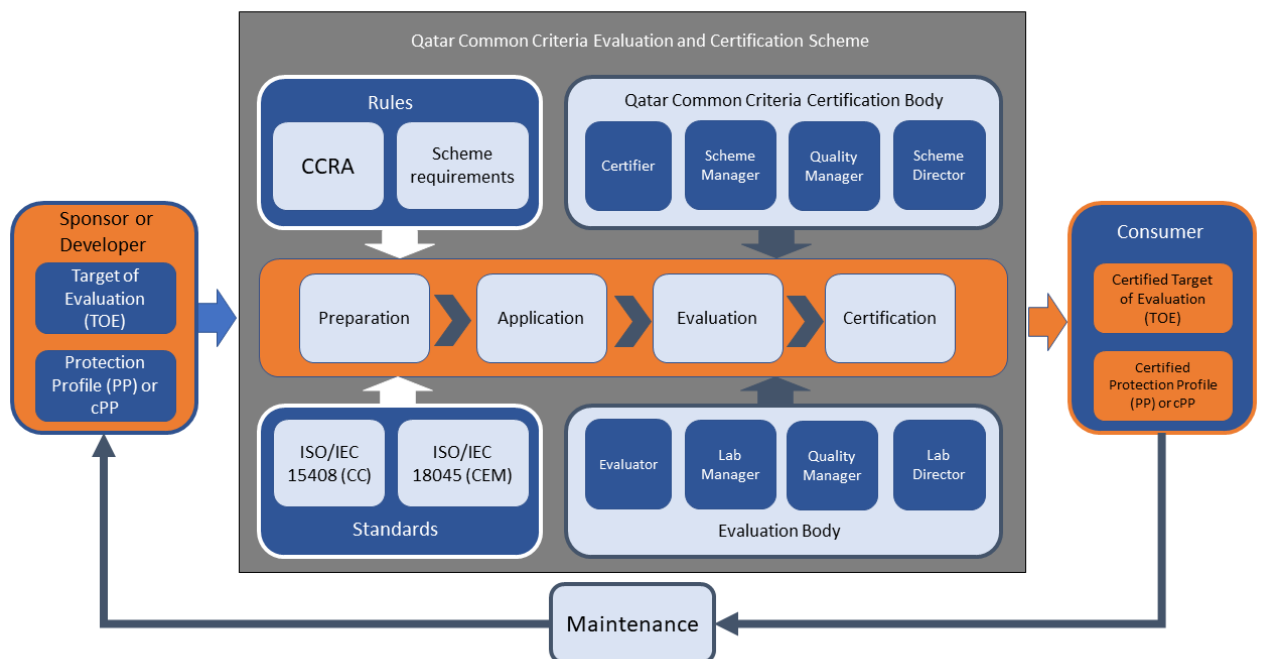 Qatar Common Criteria Evaluation and Certification Scheme
Rules
CCRA
Scheme
requirements
Qatar Common Criteria Certification Body
Certifier
Scheme
Manager
Quality
Manager
Scheme
Director
Sponsor or
Developer
Target of
Evaluation
(TOE)
Protection
Profile (PP) or
cPP
Preparation
Application
Evaluation
Certification
Consumer
Certified Target
of Evaluation
(TOE)
Certified
Protection Profile
(PP) or cPP
ISO/IEC
15408 (CC)
ISO/IEC
18045 (CEM)
Standards
Evaluator
Lab
Manager
Quality
Manager
Lab
Director
Evaluation Body
Maintenance